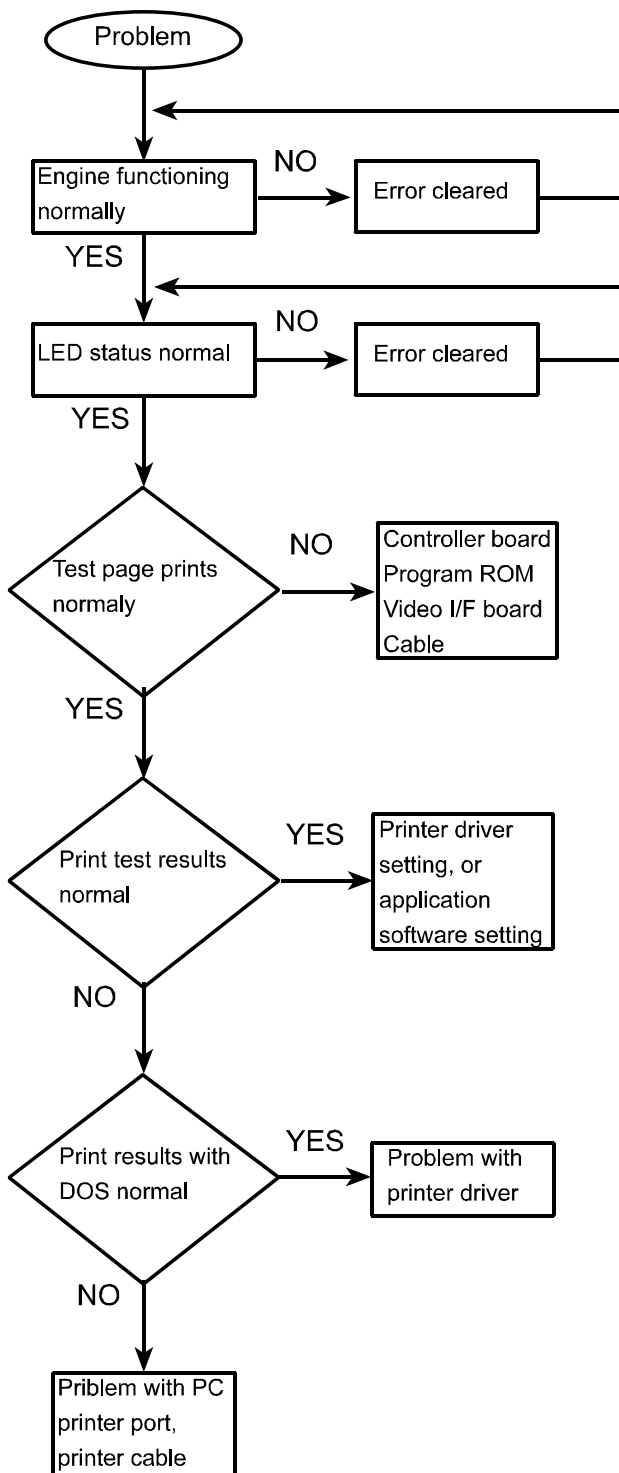 Problem
Engine functioning
normally
NO
Error cleared
YES
LED status normal
NO
Error cleared
YES
Test page prints
normaly
NO
Controller board
Program ROM
Video I/F board
Cable
YES
Print test results
normal
YES
Printer driver
setting, or
application
software setting
NO
Print results with
DOS normal
YES
Problem with
printer driver
NO
Priblem with PC
printer port,
printer cable